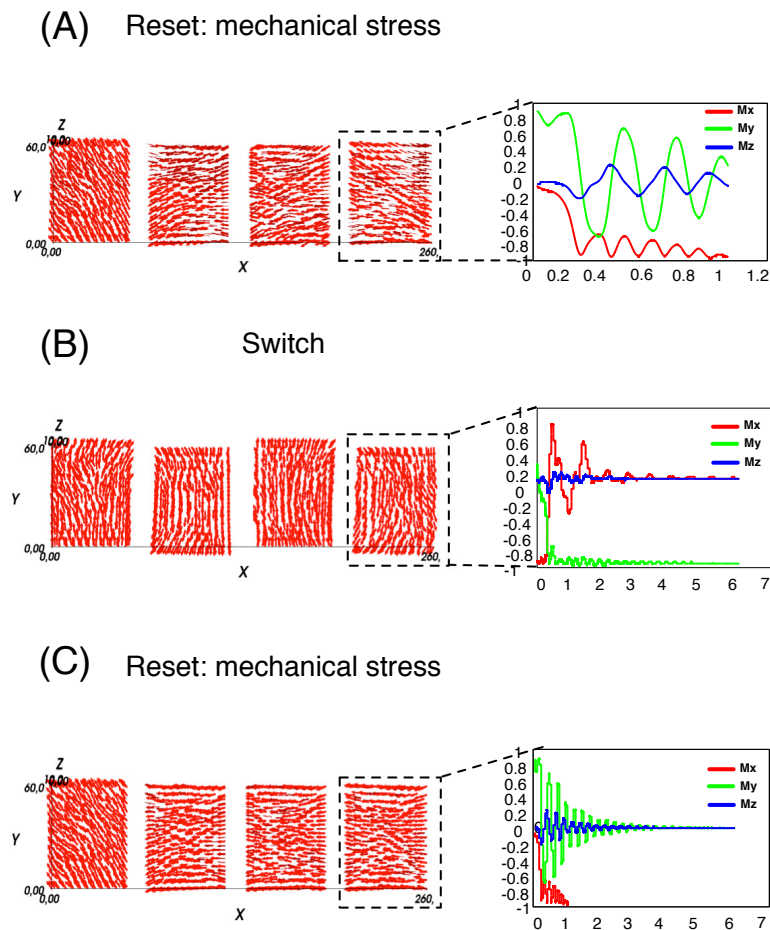 (A) Reset: mechanical stress
Z
10,00
60,0
Y
0,00
0,00
X
260,
1
0.8
0.6
0.4
0.2
0
-0.2
-0.4
-0.6
-0.8
-1
Mx
My
Mz
0 0.2 0.4 0.6 0.8 1 1.2
(B) Switch
Z
10,00
60,0
Y
0,00
0,00
X
260,
1
0.8
0.6
0.4
0.2
0
-0.2
-0.4
-0.6
-0.8
-1
Mx
My
Mz
0 1 2 3 4 5 6 7
(C) Reset: mechanical stress
Z
10,00
60,0
Y
0,00
0,00
X
260,
1
0.8
0.6
0.4
0.2
0
-0.2
-0.4
-0.6
-0.8
-1
Mx
My
Mz
0 1 2 3 4 5 6 7